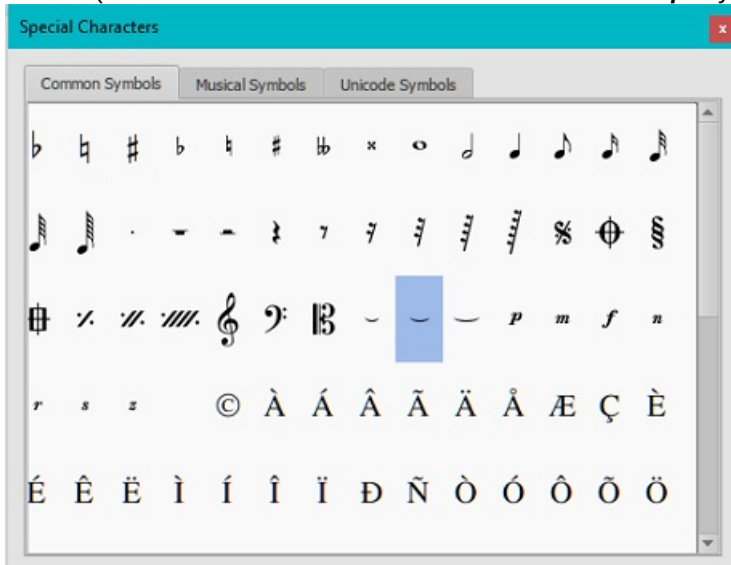 Special Characters x
Common Symbols Musical Symbols Unicode Symbols
♭ ♮ ♯ ♭ ♮ ♯ 𝄫 𝄪 𝅝 𝅗𝅥 𝅘𝅥 𝅘𝅥𝅮 𝅘𝅥𝅯 𝅘𝅥𝅰
𝅘𝅥𝅱 𝅘𝅥𝅲 . 𝄻 𝄼 𝄽 𝄾 𝄿 𝅀 𝅁 𝅂 𝄋 𝄌 §
𝄎 𝄏 𝄞 𝄢 𝄡 ‿ ‿ ‿ p m f n
r s z © À Á Â Ã Ä Å Æ Ç È
É Ê Ë Ì Í Î Ï Ð Ñ Ò Ó Ô Õ Ö